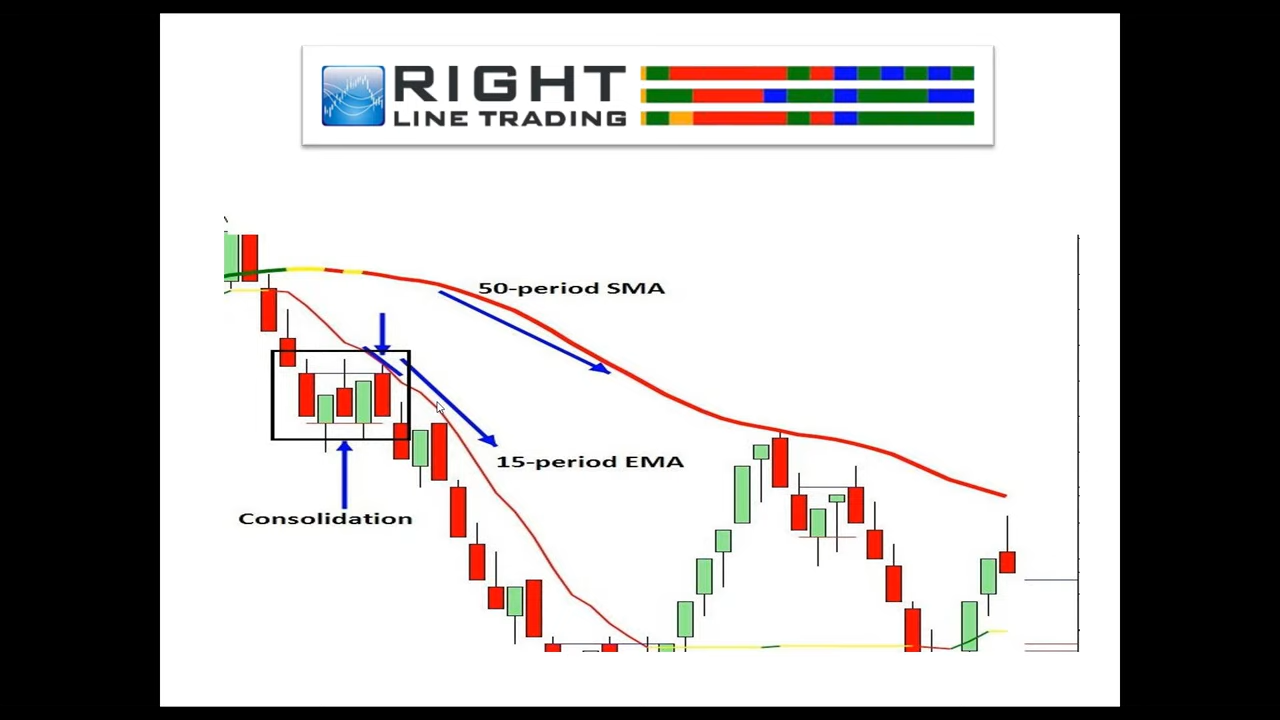 RIGHT
LINE TRADING
50-period SMA
15-period EMA
Consolidation